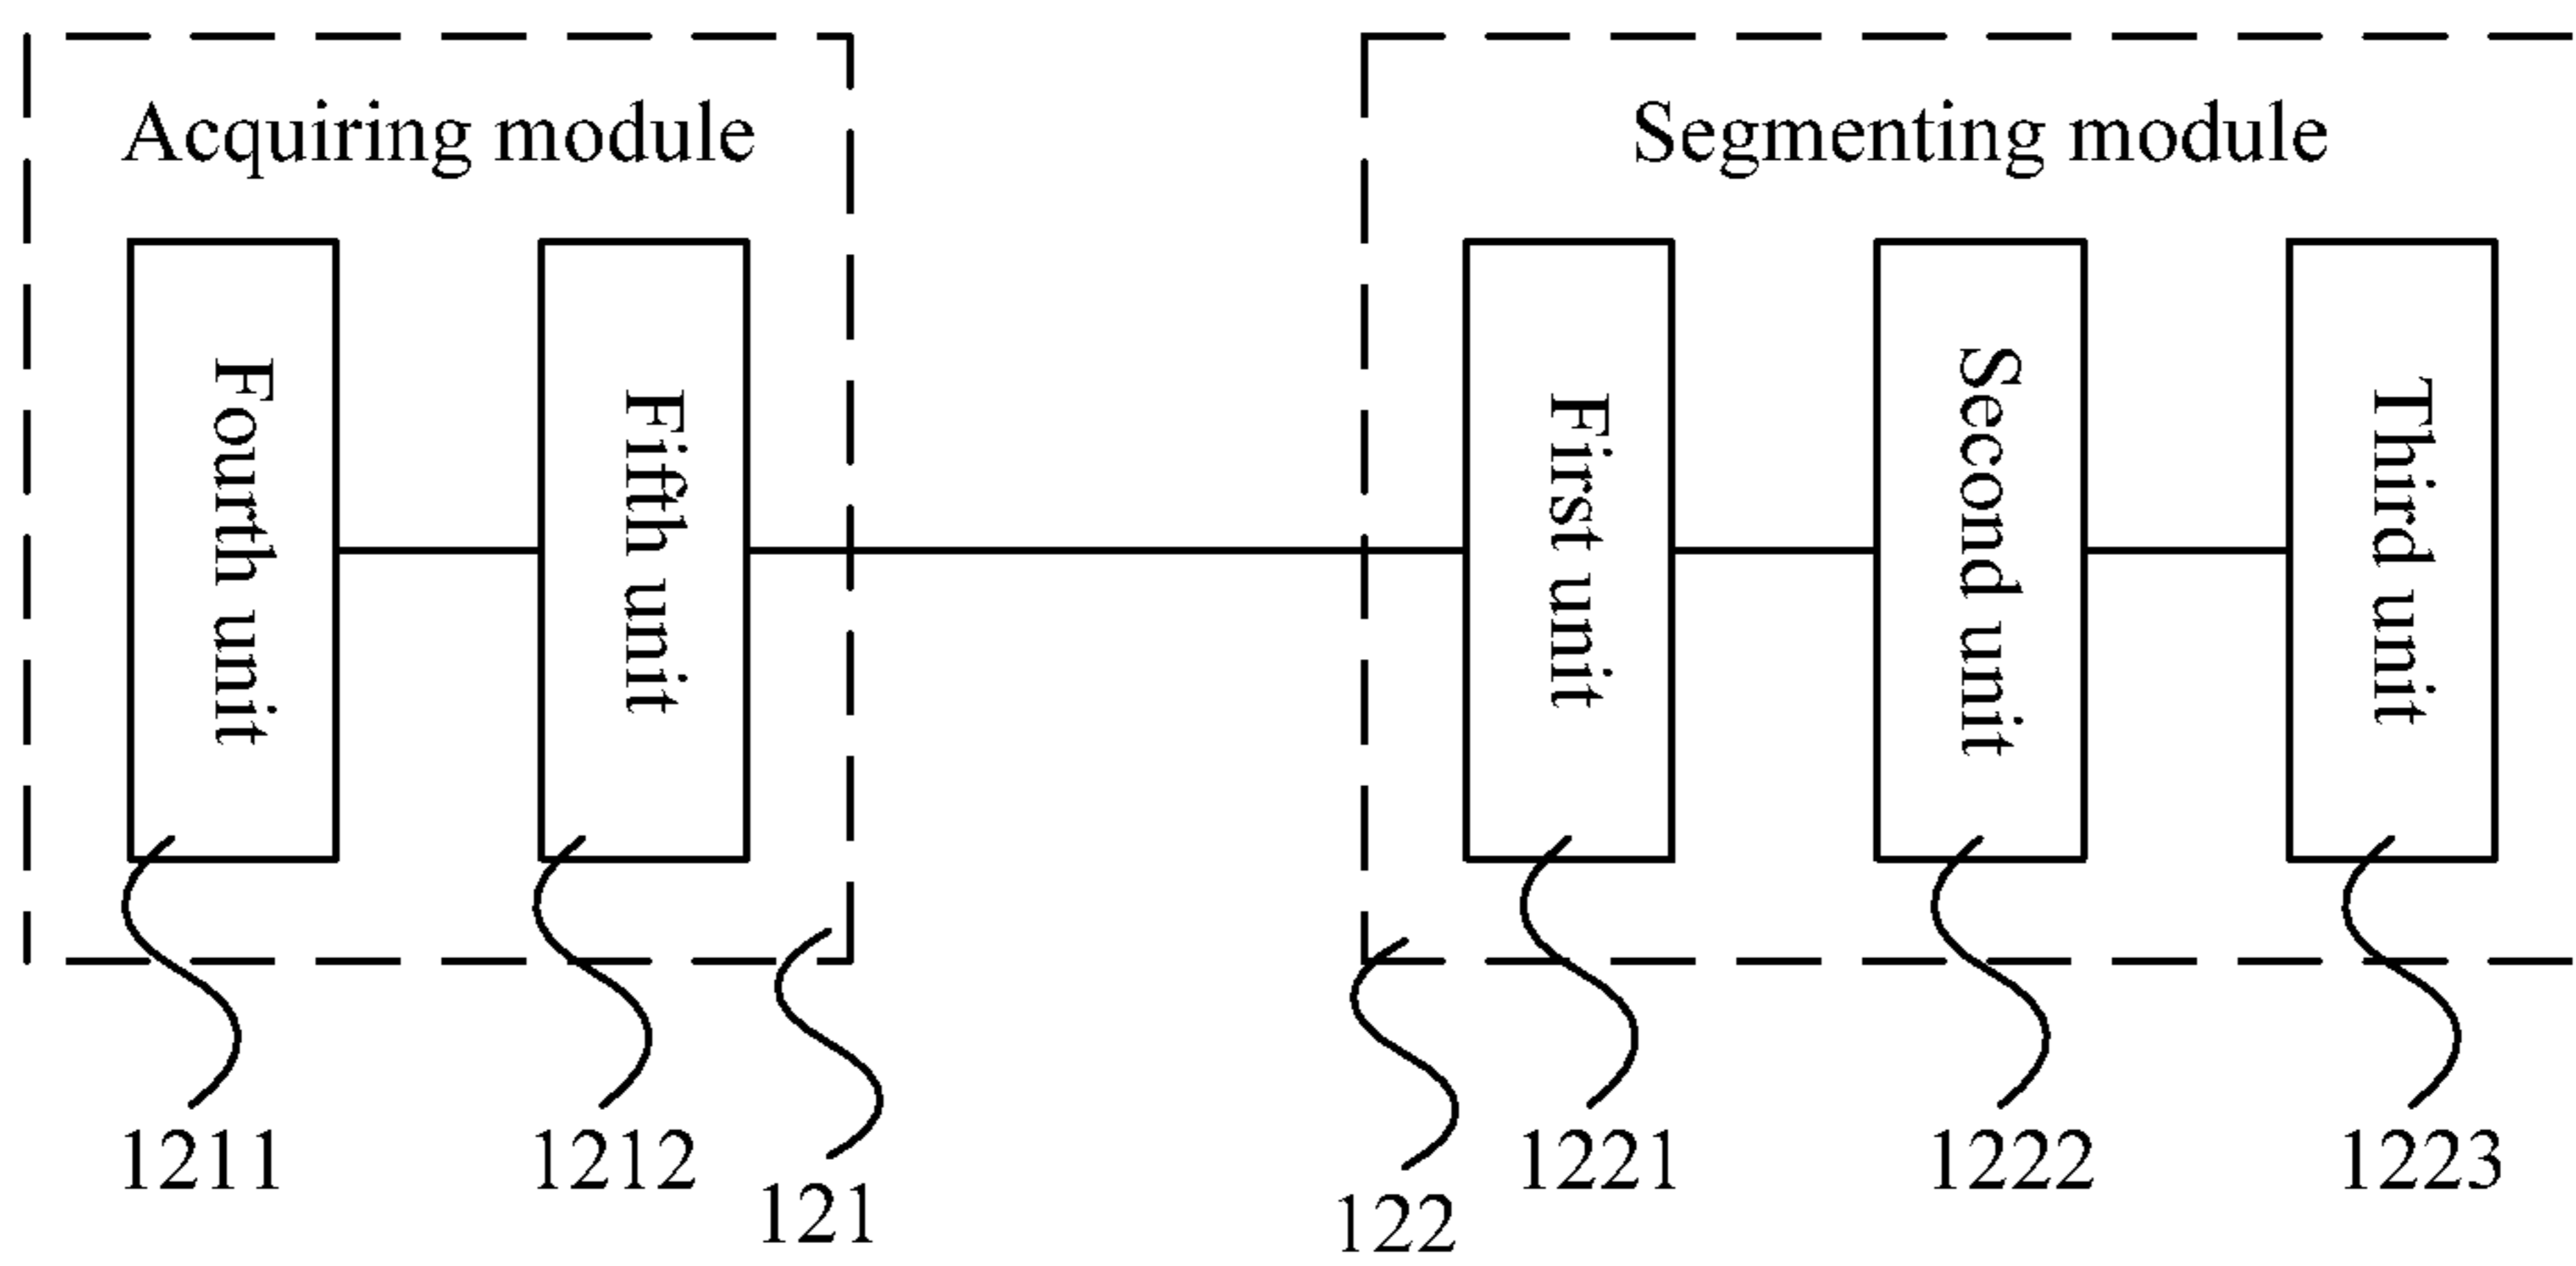 Acquiring module
Segmenting module
Fourth unit
Fifth unit
First unit
Second unit
Third unit
1211
1212
121
122
1221
1222
1223